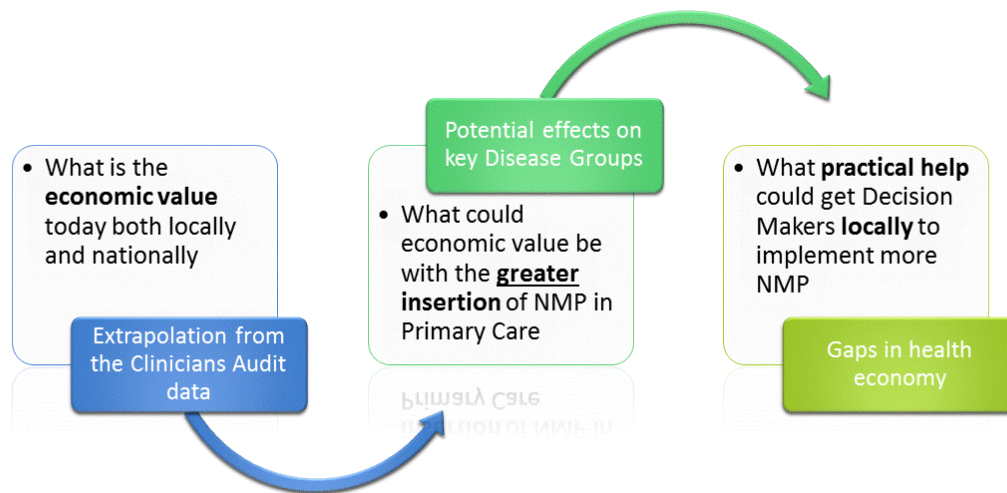 • What is the
economic value
today both locally
and nationally
Extrapolation from
the Clinicians Audit
data
Potential effects on
key Disease Groups
• What could
economic value be
with the greater
insertion of NMP in
Primary Care
• What practical help
could get Decision
Makers locally to
implement more
NMP
Gaps in health
economy